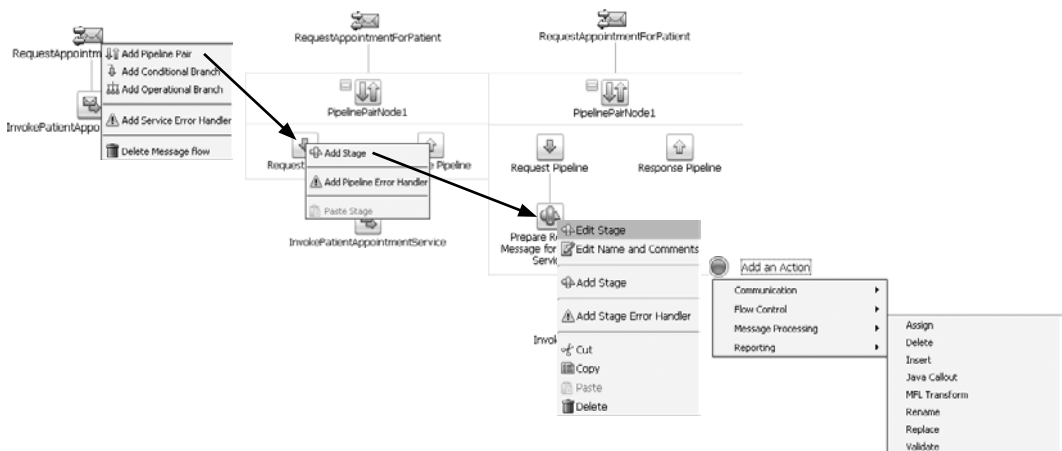 RequestAppointm
Add Pipeline Pair
Add Conditional Branch
Add Operational Branch
Add Service Error Handler
Delete Message flow
InvokePatientAppo
RequestAppointmentForPatient
PipelinePairNode1
Request
Pipeline
Add Stage
Add Pipeline Error Handler
Paste Stage
InvokePatientAppointmentService
RequestAppointmentForPatient
PipelinePairNode1
Request Pipeline
Response Pipeline
Prepare R
Message for
Servi
Edit Stage
Edit Name and Comments
Add Stage
Add Stage Error Handler
Cut
Copy
Paste
Delete
Invok
Add an Action
Communication
Flow Control
Message Processing
Reporting
Assign
Delete
Insert
Java Callout
MFL Transform
Rename
Replace
Validate